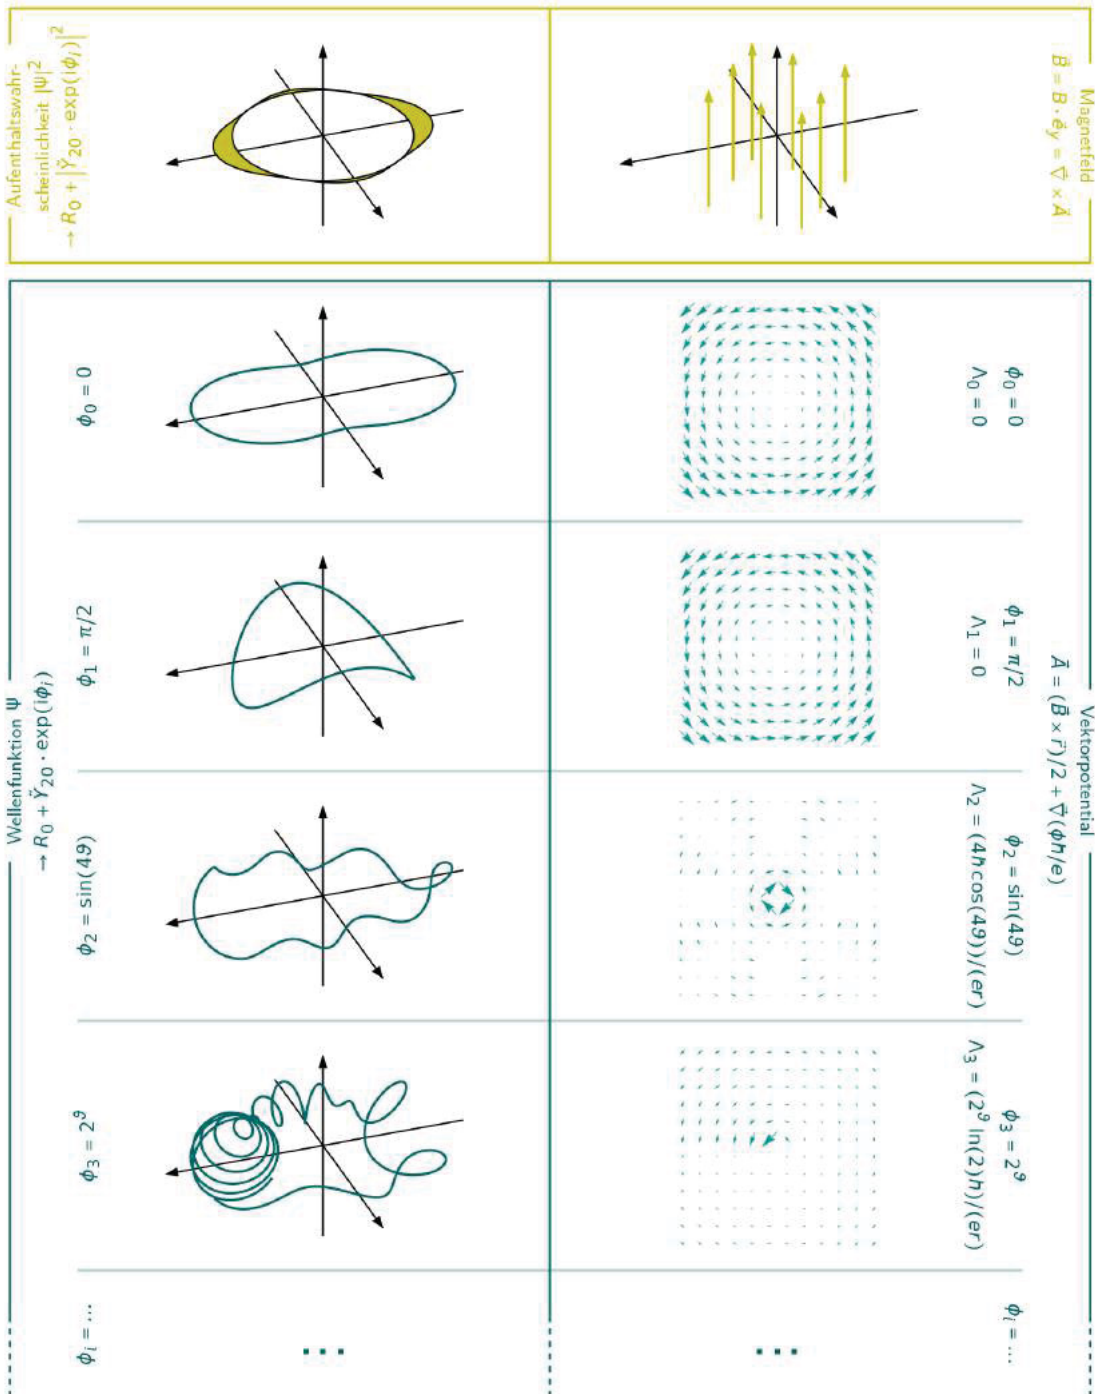 Magnetfeld
B⃗ = B · e⃗_y = ∇⃗ × A⃗
Vektorpotential
A⃗ = (B⃗ × r⃗)/2 + ∇⃗(ϕℏ/e)
ϕ₀ = 0
Λ₀ = 0
ϕ₁ = π/2
Λ₁ = 0
ϕ₂ = sin(4ϑ)
Λ₂ = (4ℏcos(4ϑ))/(er)
ϕ₃ = 2^ϑ
Λ₃ = (2^ϑ ln(2)ℏ)/(er)
ϕᵢ = ...
...
...
ϕ₀ = 0
ϕ₁ = π/2
ϕ₂ = sin(4ϑ)
ϕ₃ = 2^ϑ
ϕᵢ = ...
Aufenthaltswahr-
scheinlichkeit |Ψ|²
→ R₀ + |Ỹ₂₀ · exp(iϕᵢ)|²
Wellenfunktion Ψ
→ R₀ + Ỹ₂₀ · exp(iϕᵢ)